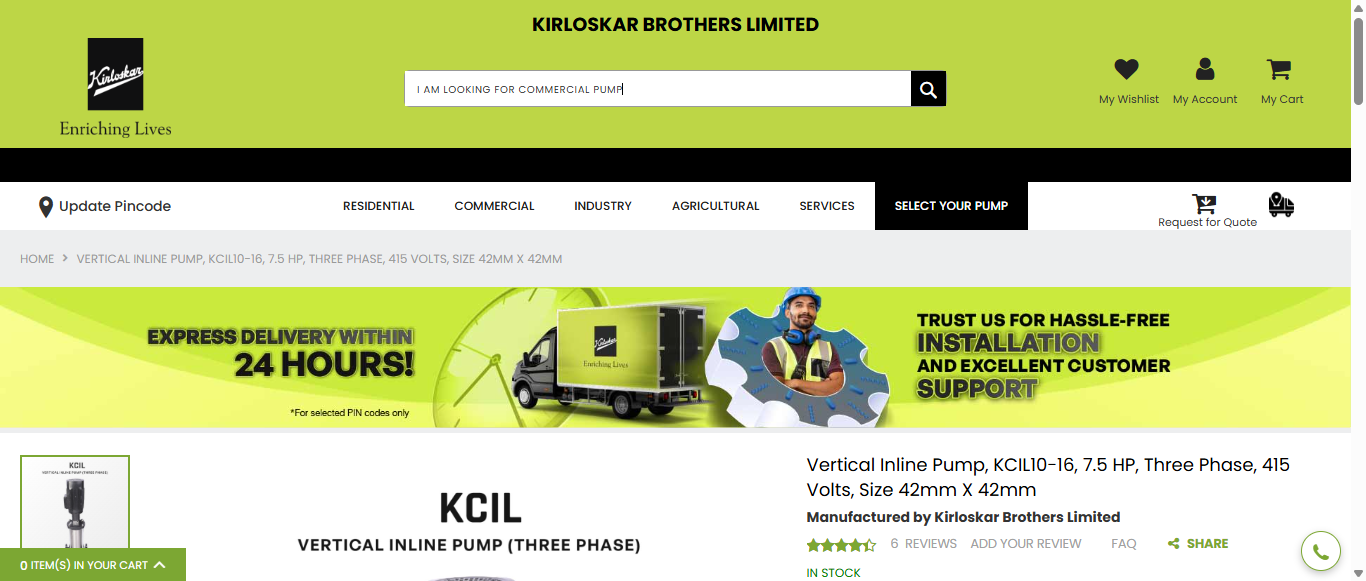 KIRLOSKAR BROTHERS LIMITED
Kirloskar
Enriching Lives
I AM LOOKING FOR COMMERCIAL PUMP
My Wishlist
My Account
My Cart
Update Pincode
RESIDENTIAL
COMMERCIAL
INDUSTRY
AGRICULTURAL
SERVICES
SELECT YOUR PUMP
Request for Quote
HOME
VERTICAL INLINE PUMP, KCIL10-16, 7.5 HP, THREE PHASE, 415 VOLTS, SIZE 42MM X 42MM
EXPRESS DELIVERY WITHIN
24 HOURS!
*For selected PIN codes only
Kirloskar
Enriching Lives
TRUST US FOR HASSLE-FREE
INSTALLATION
AND EXCELLENT CUSTOMER
SUPPORT
KCIL
VERTICAL INLINE PUMP (THREE PHASE)
KCIL
VERTICAL INLINE PUMP (THREE PHASE)
Vertical Inline Pump, KCIL10-16, 7.5 HP, Three Phase, 415
Volts, Size 42mm X 42mm
Manufactured by Kirloskar Brothers Limited
6 REVIEWS
ADD YOUR REVIEW
FAQ
SHARE
IN STOCK
0 ITEM(S) IN YOUR CART